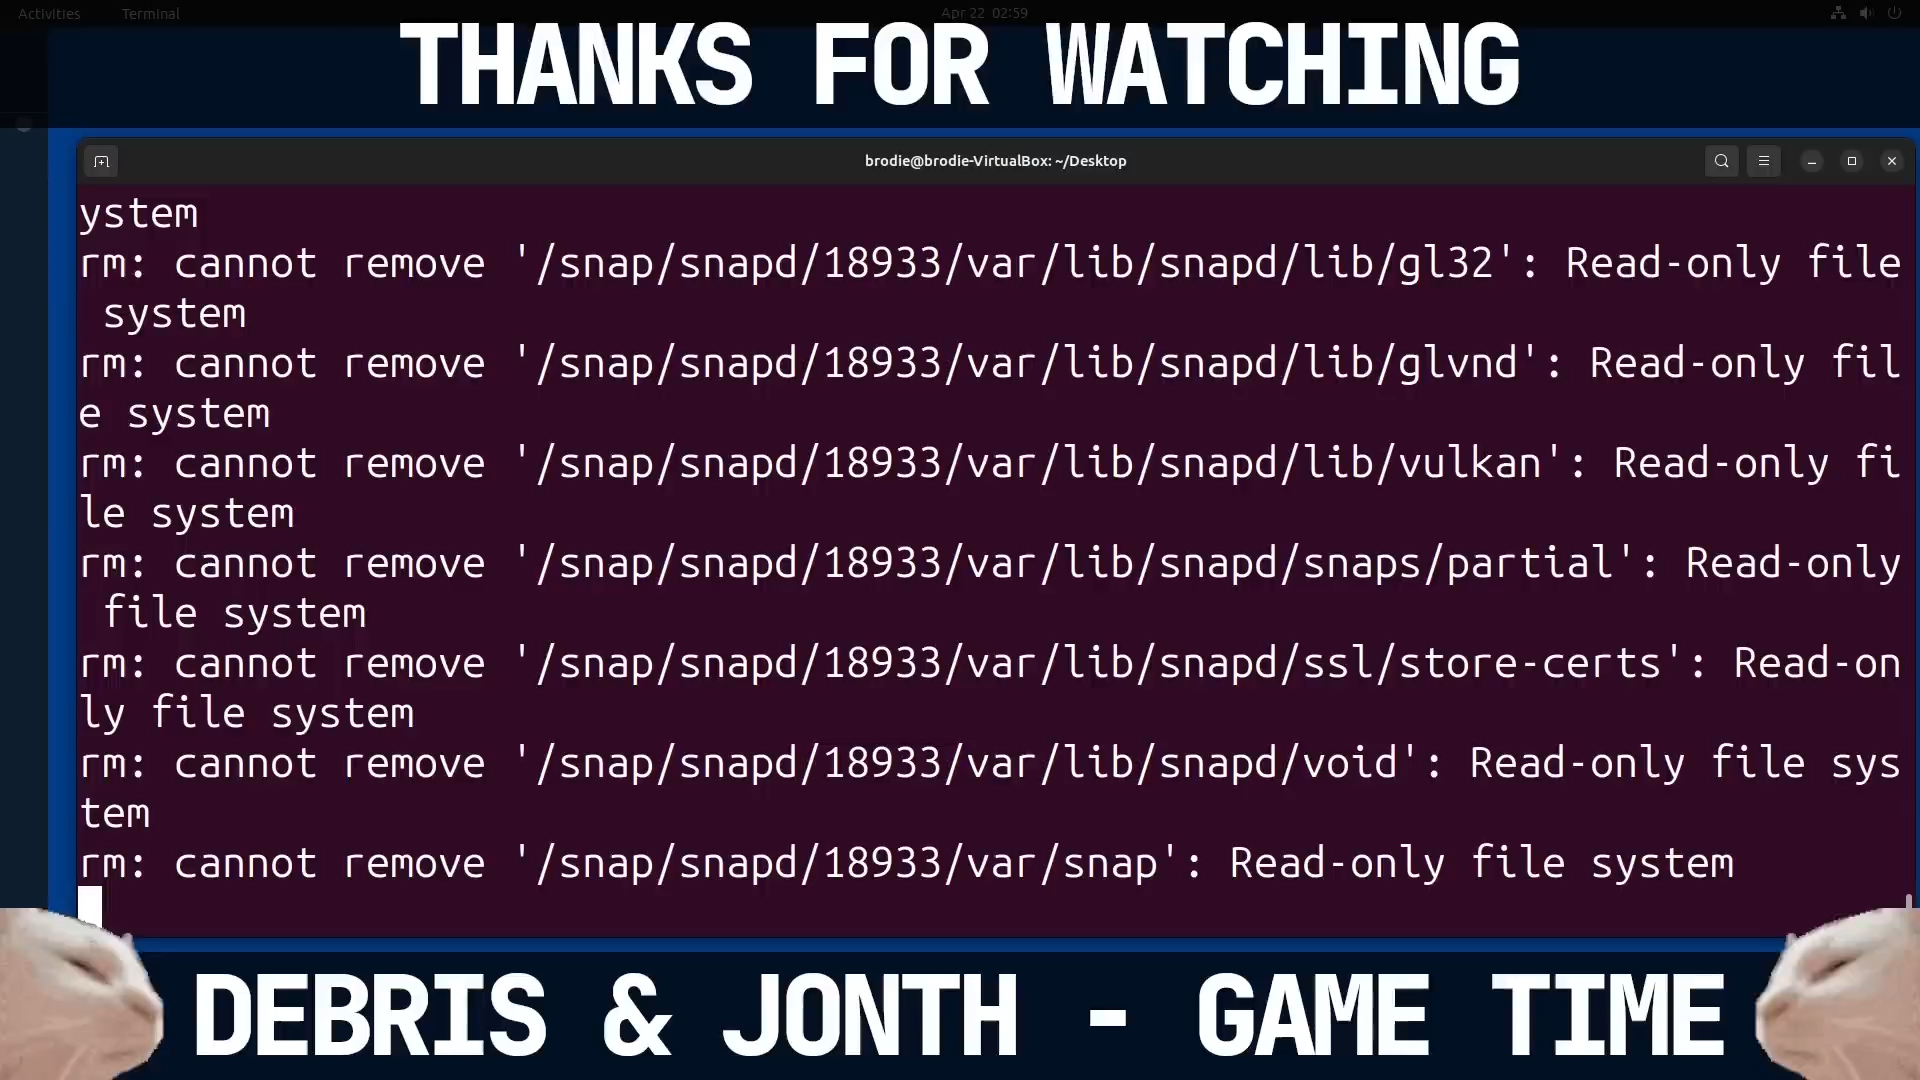 Activities Terminal Apr 22 02:59
THANKS FOR WATCHING
brodie@brodie-VirtualBox: ~/Desktop
ystem
rm: cannot remove '/snap/snapd/18933/var/lib/snapd/lib/gl32': Read-only file
 system
rm: cannot remove '/snap/snapd/18933/var/lib/snapd/lib/glvnd': Read-only fil
e system
rm: cannot remove '/snap/snapd/18933/var/lib/snapd/lib/vulkan': Read-only fi
le system
rm: cannot remove '/snap/snapd/18933/var/lib/snapd/snaps/partial': Read-only
 file system
rm: cannot remove '/snap/snapd/18933/var/lib/snapd/ssl/store-certs': Read-on
ly file system
rm: cannot remove '/snap/snapd/18933/var/lib/snapd/void': Read-only file sys
tem
rm: cannot remove '/snap/snapd/18933/var/snap': Read-only file system
DEBRIS & JONTH - GAME TIME